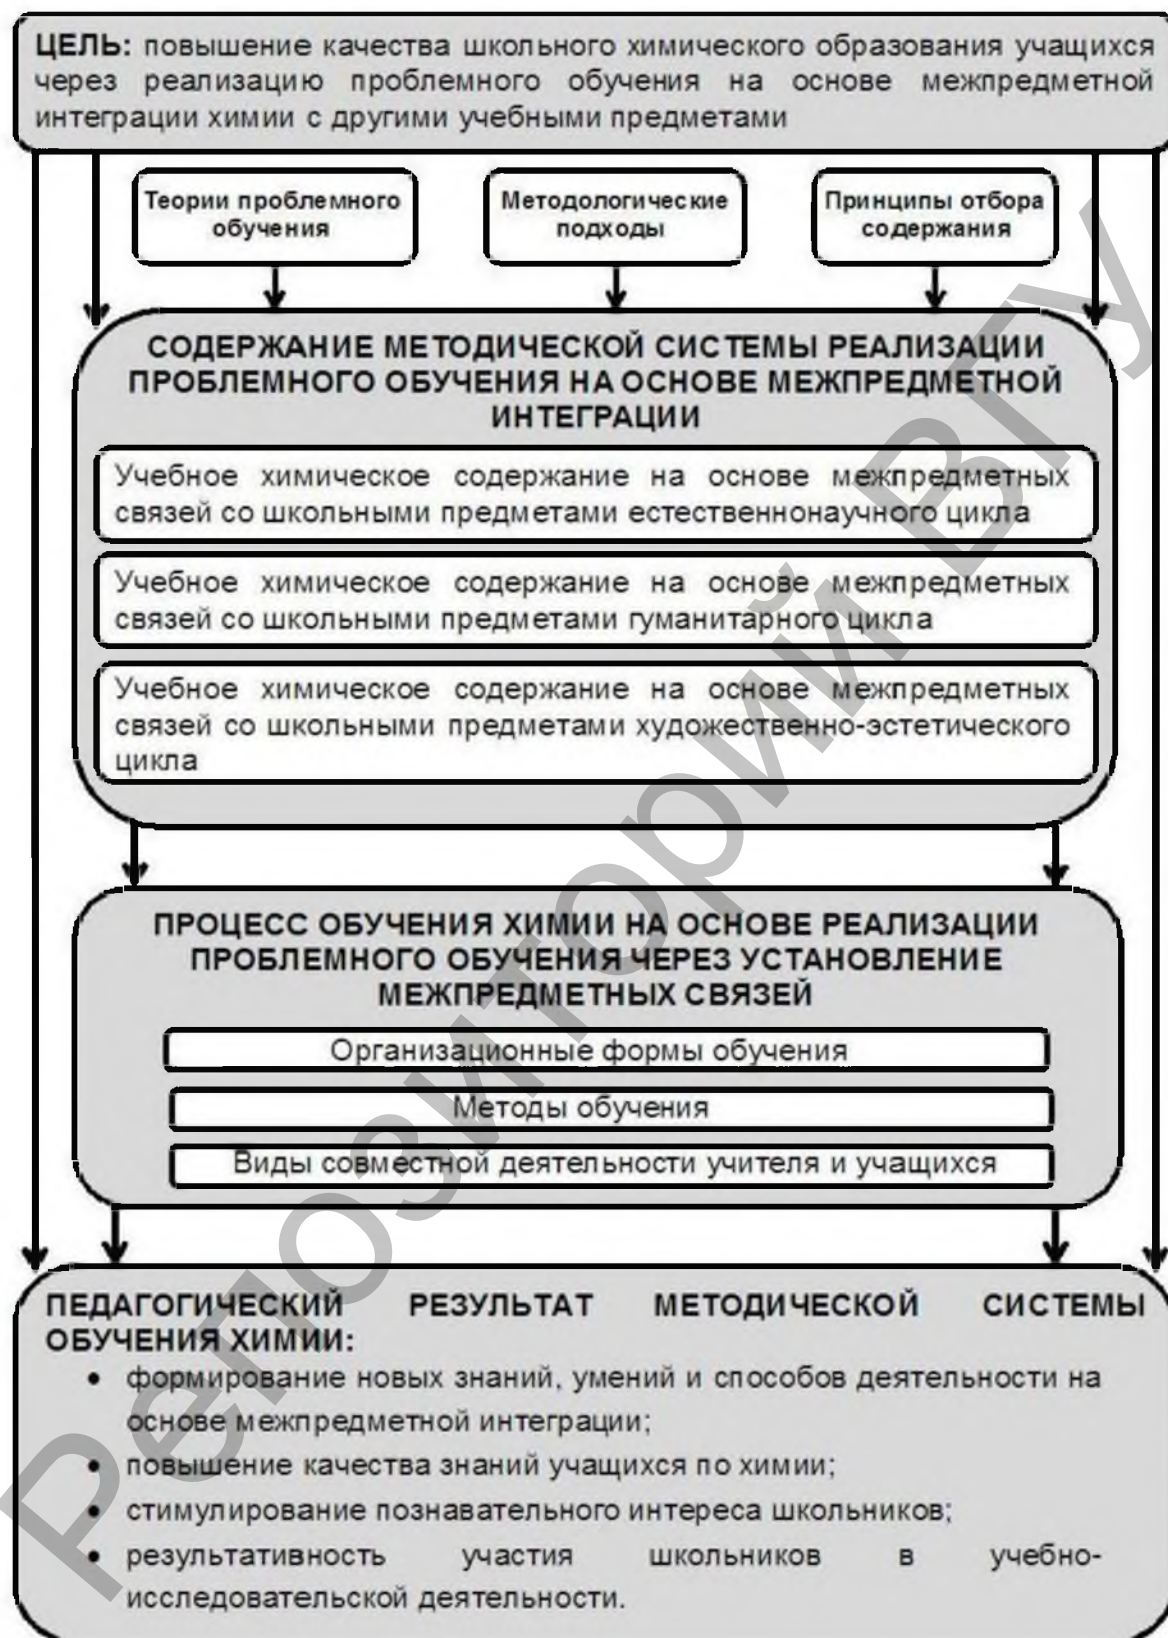 ЦЕЛЬ: повышение качества школьного химического образования учащихся
через реализацию проблемного обучения на основе межпредметной
интеграции химии с другими учебными предметами
Теории проблемного
обучения
Методологические
подходы
Принципы отбора
содержания
СОДЕРЖАНИЕ МЕТОДИЧЕСКОЙ СИСТЕМЫ РЕАЛИЗАЦИИ
ПРОБЛЕМНОГО ОБУЧЕНИЯ НА ОСНОВЕ МЕЖПРЕДМЕТНОЙ
ИНТЕГРАЦИИ
Учебное химическое содержание на основе межпредметных
связей со школьными предметами естественнонаучного цикла
Учебное химическое содержание на основе межпредметных
связей со школьными предметами гуманитарного цикла
Учебное химическое содержание на основе межпредметных
связей со школьными предметами художественно-эстетического
цикла
ПРОЦЕСС ОБУЧЕНИЯ ХИМИИ НА ОСНОВЕ РЕАЛИЗАЦИИ
ПРОБЛЕМНОГО ОБУЧЕНИЯ ЧЕРЕЗ УСТАНОВЛЕНИЕ
МЕЖПРЕДМЕТНЫХ СВЯЗЕЙ
Организационные формы обучения
Методы обучения
Виды совместной деятельности учителя и учащихся
ПЕДАГОГИЧЕСКИЙ РЕЗУЛЬТАТ МЕТОДИЧЕСКОЙ СИСТЕМЫ
ОБУЧЕНИЯ ХИМИИ:
• формирование новых знаний, умений и способов деятельности на
основе межпредметной интеграции;
• повышение качества знаний учащихся по химии;
• стимулирование познавательного интереса школьников;
• результативность участия школьников в учебно-
исследовательской деятельности.
Репозиторий ВГУ